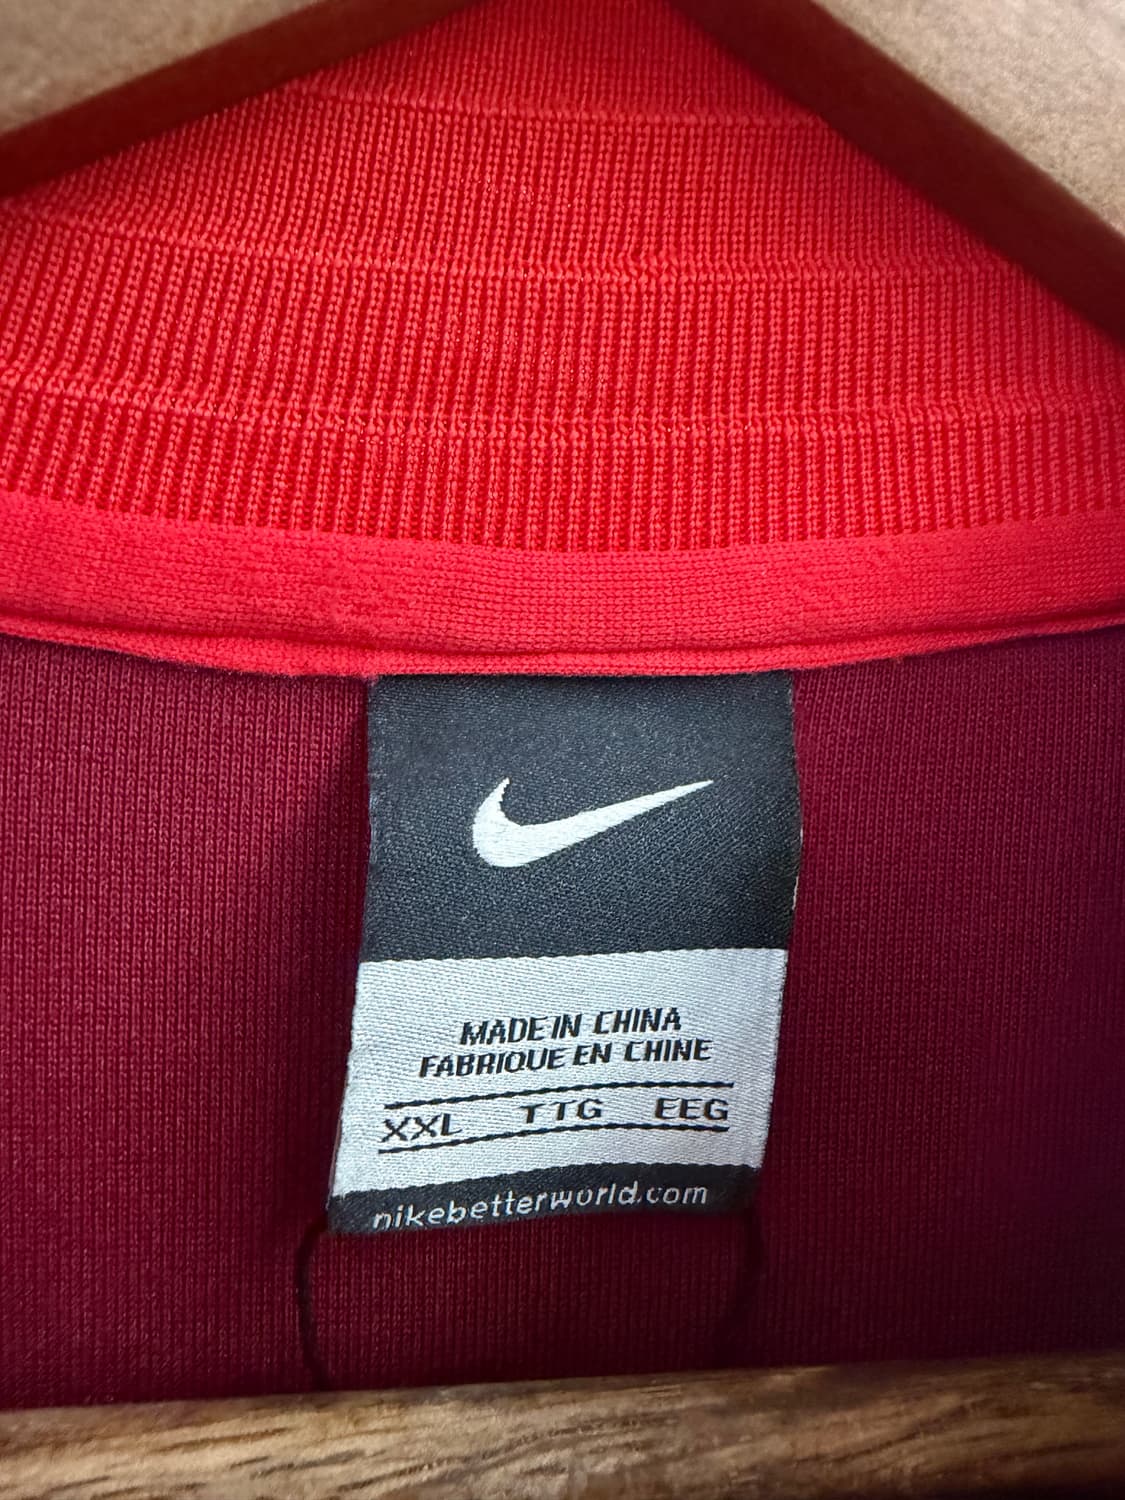 MADE IN CHINA
FABRIQUE EN CHINE
XXL TTG EEG
nikebetterworld.com